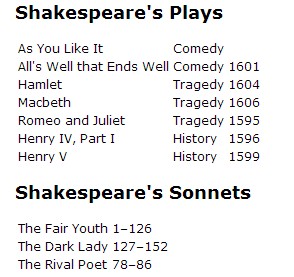 Shakespeare's Plays
As You Like It Comedy
All's Well that Ends Well Comedy 1601
Hamlet Tragedy 1604
Macbeth Tragedy 1606
Romeo and Juliet Tragedy 1595
Henry IV, Part I History 1596
Henry V History 1599
Shakespeare's Sonnets
The Fair Youth 1–126
The Dark Lady 127–152
The Rival Poet 78–86